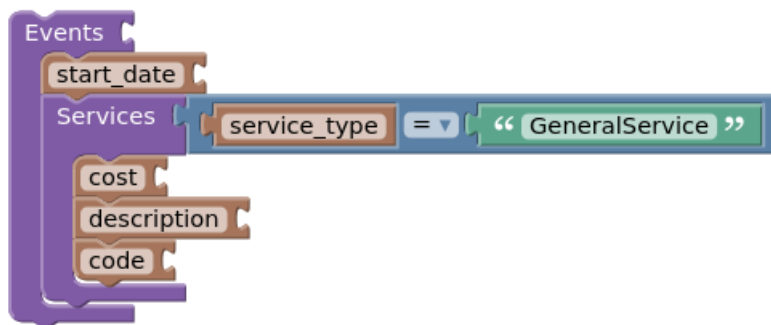 Events
start_date
Services service_type = ▾ “ GeneralService ”
cost
description
code